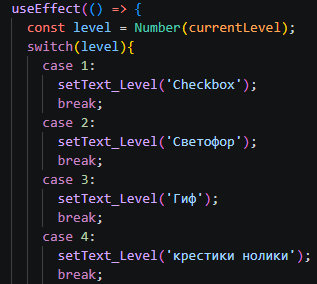 useEffect(() => {
const level = Number(currentLevel);
switch(level){
case 1:
setText_Level('Checkbox');
break;
case 2:
setText_Level('Светофор');
break;
case 3:
setText_Level('Гиф');
break;
case 4:
setText_Level('крестики нолики');
break;